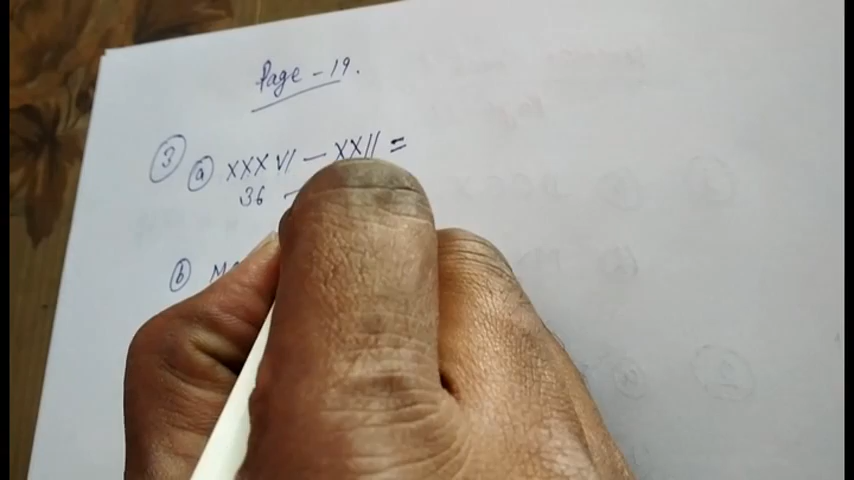 Page - 19.
3 a XXXVI - XXII =
36 -
b